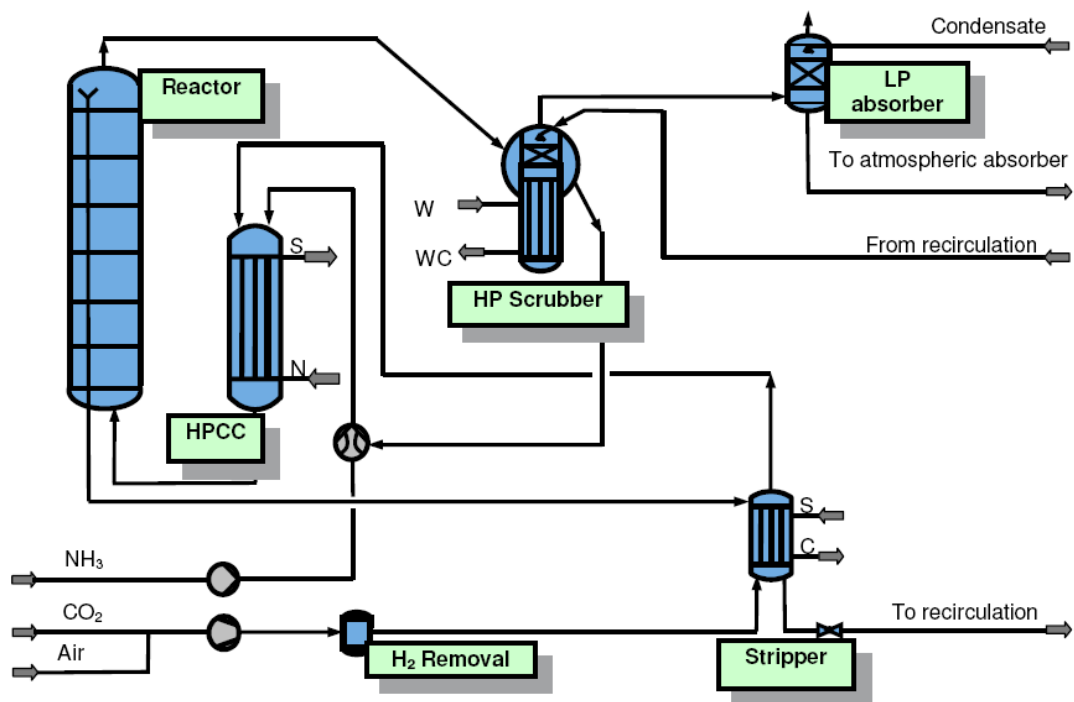 Condensate
Reactor
LP
absorber
To atmospheric absorber
W
From recirculation
S
WC
HP Scrubber
N
HPCC
S
C
NH₃
CO₂
To recirculation
Air
H₂ Removal
Stripper